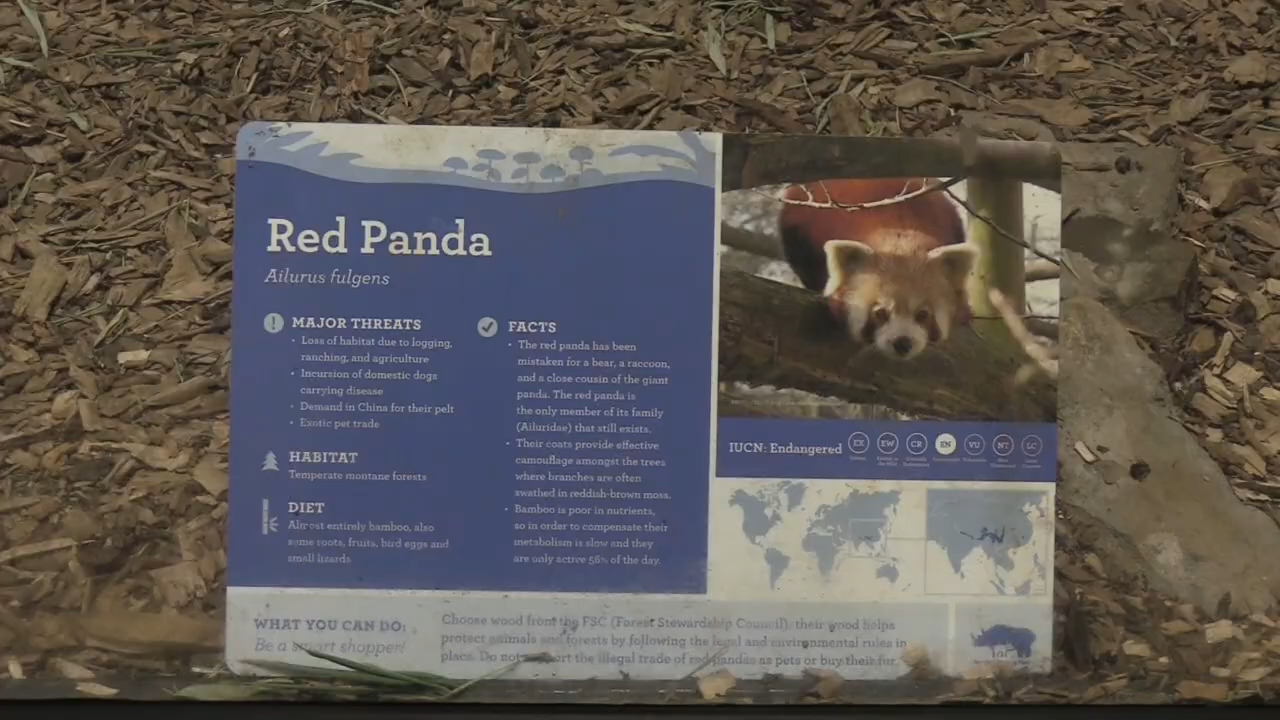 Red Panda
Ailurus fulgens
MAJOR THREATS
• Loss of habitat due to logging,
ranching, and agriculture
• Incursion of domestic dogs
carrying disease
• Demand in China for their pelt
• Exotic pet trade
HABITAT
Temperate montane forests
DIET
Almost entirely bamboo, also
some roots, fruits, bird eggs and
small lizards
FACTS
• The red panda has been
mistaken for a bear, a raccoon,
and a close cousin of the giant
panda. The red panda is
the only member of its family
(Ailuridae) that still exists.
• Their coats provide effective
camouflage amongst the trees
where branches are often
swathed in reddish-brown moss.
• Bamboo is poor in nutrients,
so in order to compensate their
metabolism is slow and they
are only active 56% of the day.
IUCN: Endangered
EX EW CR EN VU NT LC
WHAT YOU CAN DO:
Be a smart shopper!
Choose wood from the FSC (Forest Stewardship Council), their wood helps
protect animals and forests by following the legal and environmental rules in
place. Do not support the illegal trade of red pandas as pets or buy their fur.